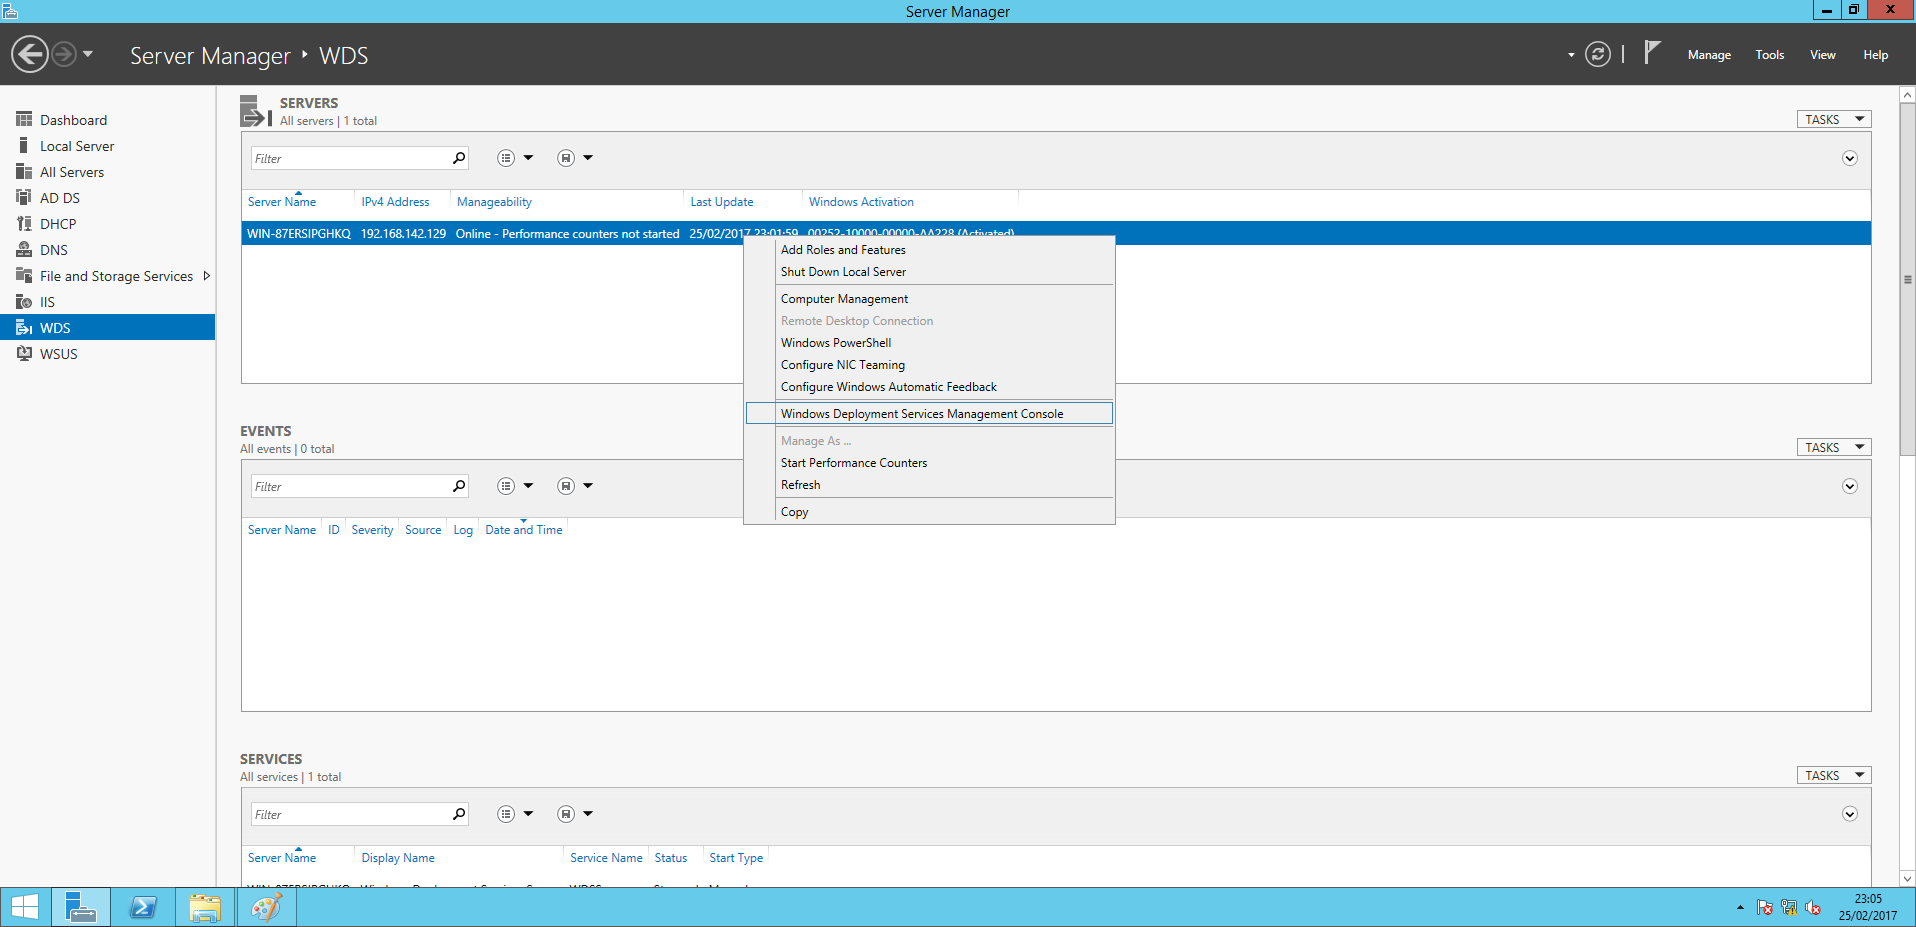 Server Manager
Server Manager ‣ WDS
Manage Tools View Help
Dashboard
Local Server
All Servers
AD DS
DHCP
DNS
File and Storage Services
IIS
WDS
WSUS
SERVERS
All servers | 1 total
TASKS
Filter
Server Name IPv4 Address Manageability Last Update Windows Activation
WIN-87ERSIPGHKQ 192.168.142.129 Online - Performance counters not started 25/02/2017 23:01:59 00252-10000-00000-AA228 (Activated)
Add Roles and Features
Shut Down Local Server
Computer Management
Remote Desktop Connection
Windows PowerShell
Configure NIC Teaming
Configure Windows Automatic Feedback
Windows Deployment Services Management Console
Manage As ...
Start Performance Counters
Refresh
Copy
EVENTS
All events | 0 total
TASKS
Filter
Server Name ID Severity Source Log Date and Time
SERVICES
All services | 1 total
TASKS
Filter
Server Name Display Name Service Name Status Start Type
23:05
25/02/2017